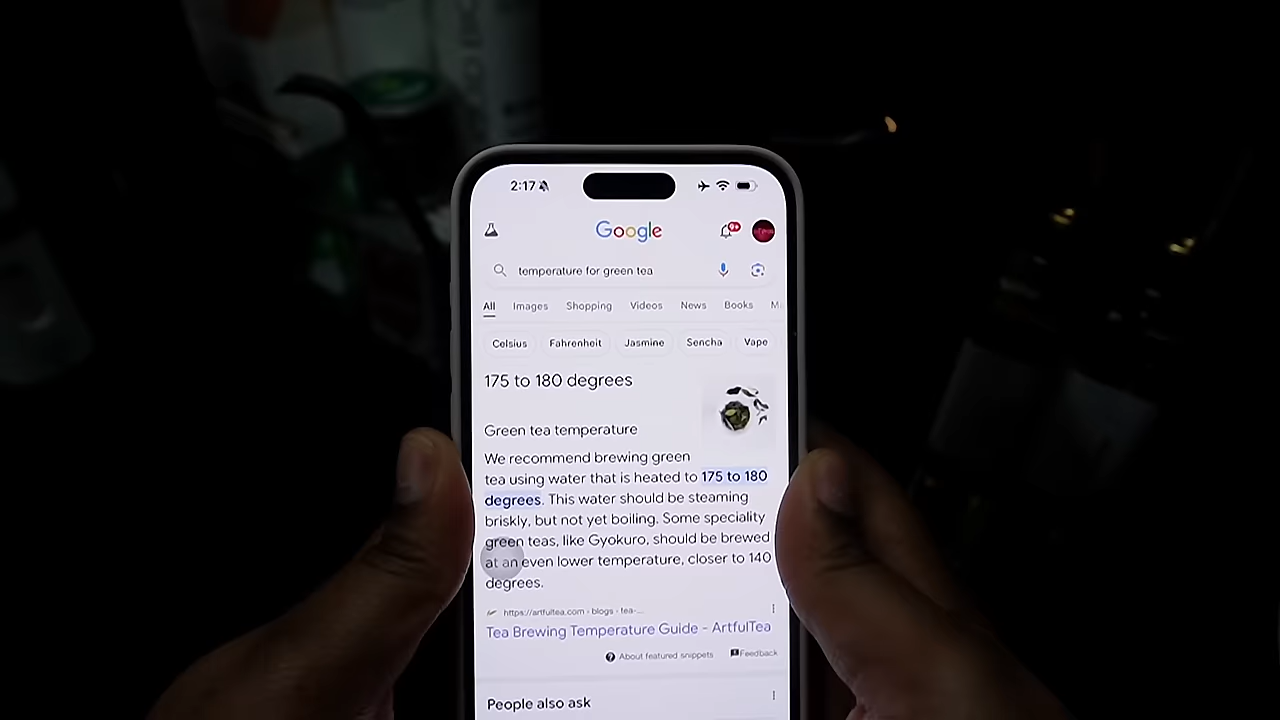 2:17
Google
9+
temperature for green tea
All Images Shopping Videos News Books M
Celsius Fahrenheit Jasmine Sencha Vape
175 to 180 degrees
Green tea temperature
We recommend brewing green
tea using water that is heated to 175 to 180
degrees. This water should be steaming
briskly, but not yet boiling. Some speciality
green teas, like Gyokuro, should be brewed
at an even lower temperature, closer to 140
degrees.
https://artfultea.com › blogs › tea-...
Tea Brewing Temperature Guide - ArtfulTea
About featured snippets Feedback
People also ask